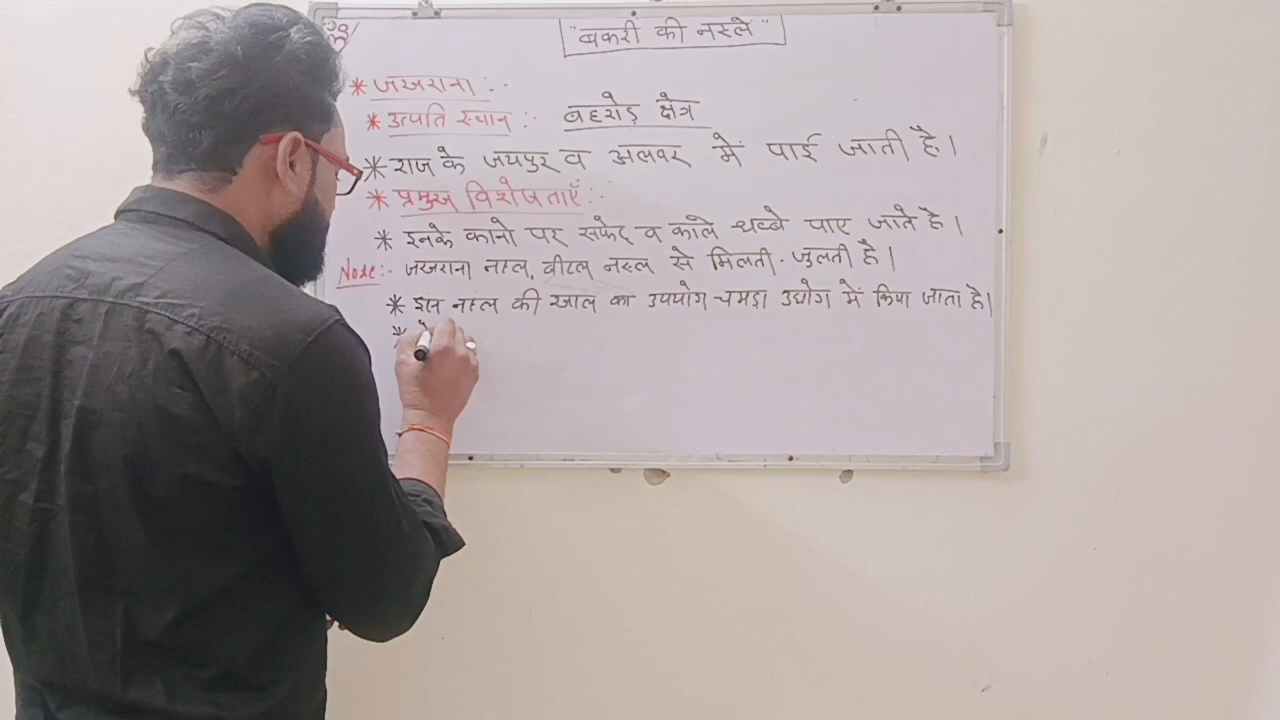 "बकरी की नस्ले"
* जखराना :-
* उत्पति स्थान :- बहरोड़ क्षेत्र
* राज के जयपुर व अलवर में पाई जाती है।
* प्रमुख विशेषताएँ :-
* इनके कानो पर सफेद व काले धब्बे पाए जाते है।
Note:- जखराना नस्ल, बीटल नस्ल से मिलती-जुलती है।
* इस नस्ल की खाल का उपयोग चमड़ा उद्योग में किया जाता है।
*